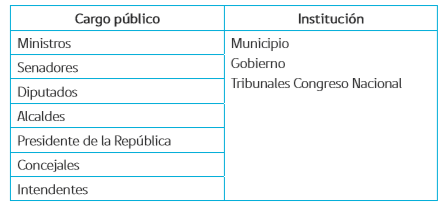 Cargo público Institución
Ministros Municipio
Senadores Gobierno
Diputados Tribunales Congreso Nacional
Alcaldes
Presidente de la República
Concejales
Intendentes